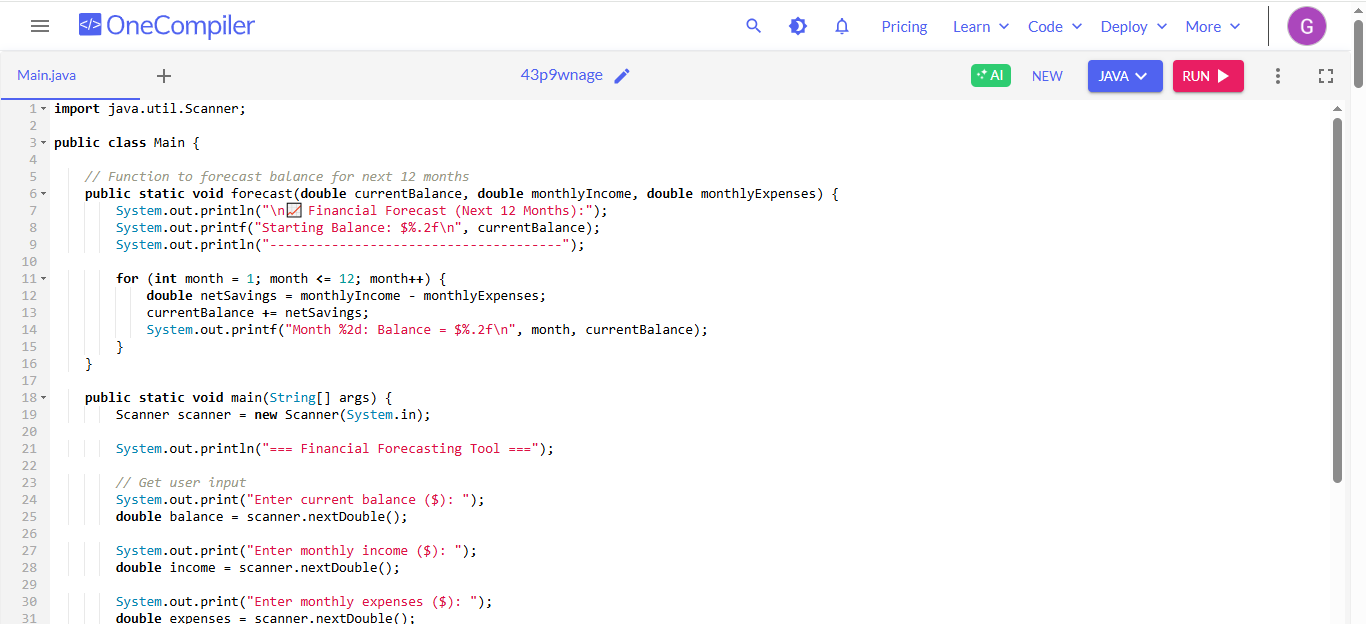 </> OneCompiler Pricing Learn Code Deploy More G
Main.java + 43p9wnage AI NEW JAVA RUN
1 import java.util.Scanner;
2
3 public class Main {
4
5 // Function to forecast balance for next 12 months
6 public static void forecast(double currentBalance, double monthlyIncome, double monthlyExpenses) {
7 System.out.println("\n📈 Financial Forecast (Next 12 Months):");
8 System.out.printf("Starting Balance: $%.2f\n", currentBalance);
9 System.out.println("--------------------------------------");
10
11 for (int month = 1; month <= 12; month++) {
12 double netSavings = monthlyIncome - monthlyExpenses;
13 currentBalance += netSavings;
14 System.out.printf("Month %2d: Balance = $%.2f\n", month, currentBalance);
15 }
16 }
17
18 public static void main(String[] args) {
19 Scanner scanner = new Scanner(System.in);
20
21 System.out.println("=== Financial Forecasting Tool ===");
22
23 // Get user input
24 System.out.print("Enter current balance ($): ");
25 double balance = scanner.nextDouble();
26
27 System.out.print("Enter monthly income ($): ");
28 double income = scanner.nextDouble();
29
30 System.out.print("Enter monthly expenses ($): ");
31 double expenses = scanner.nextDouble();